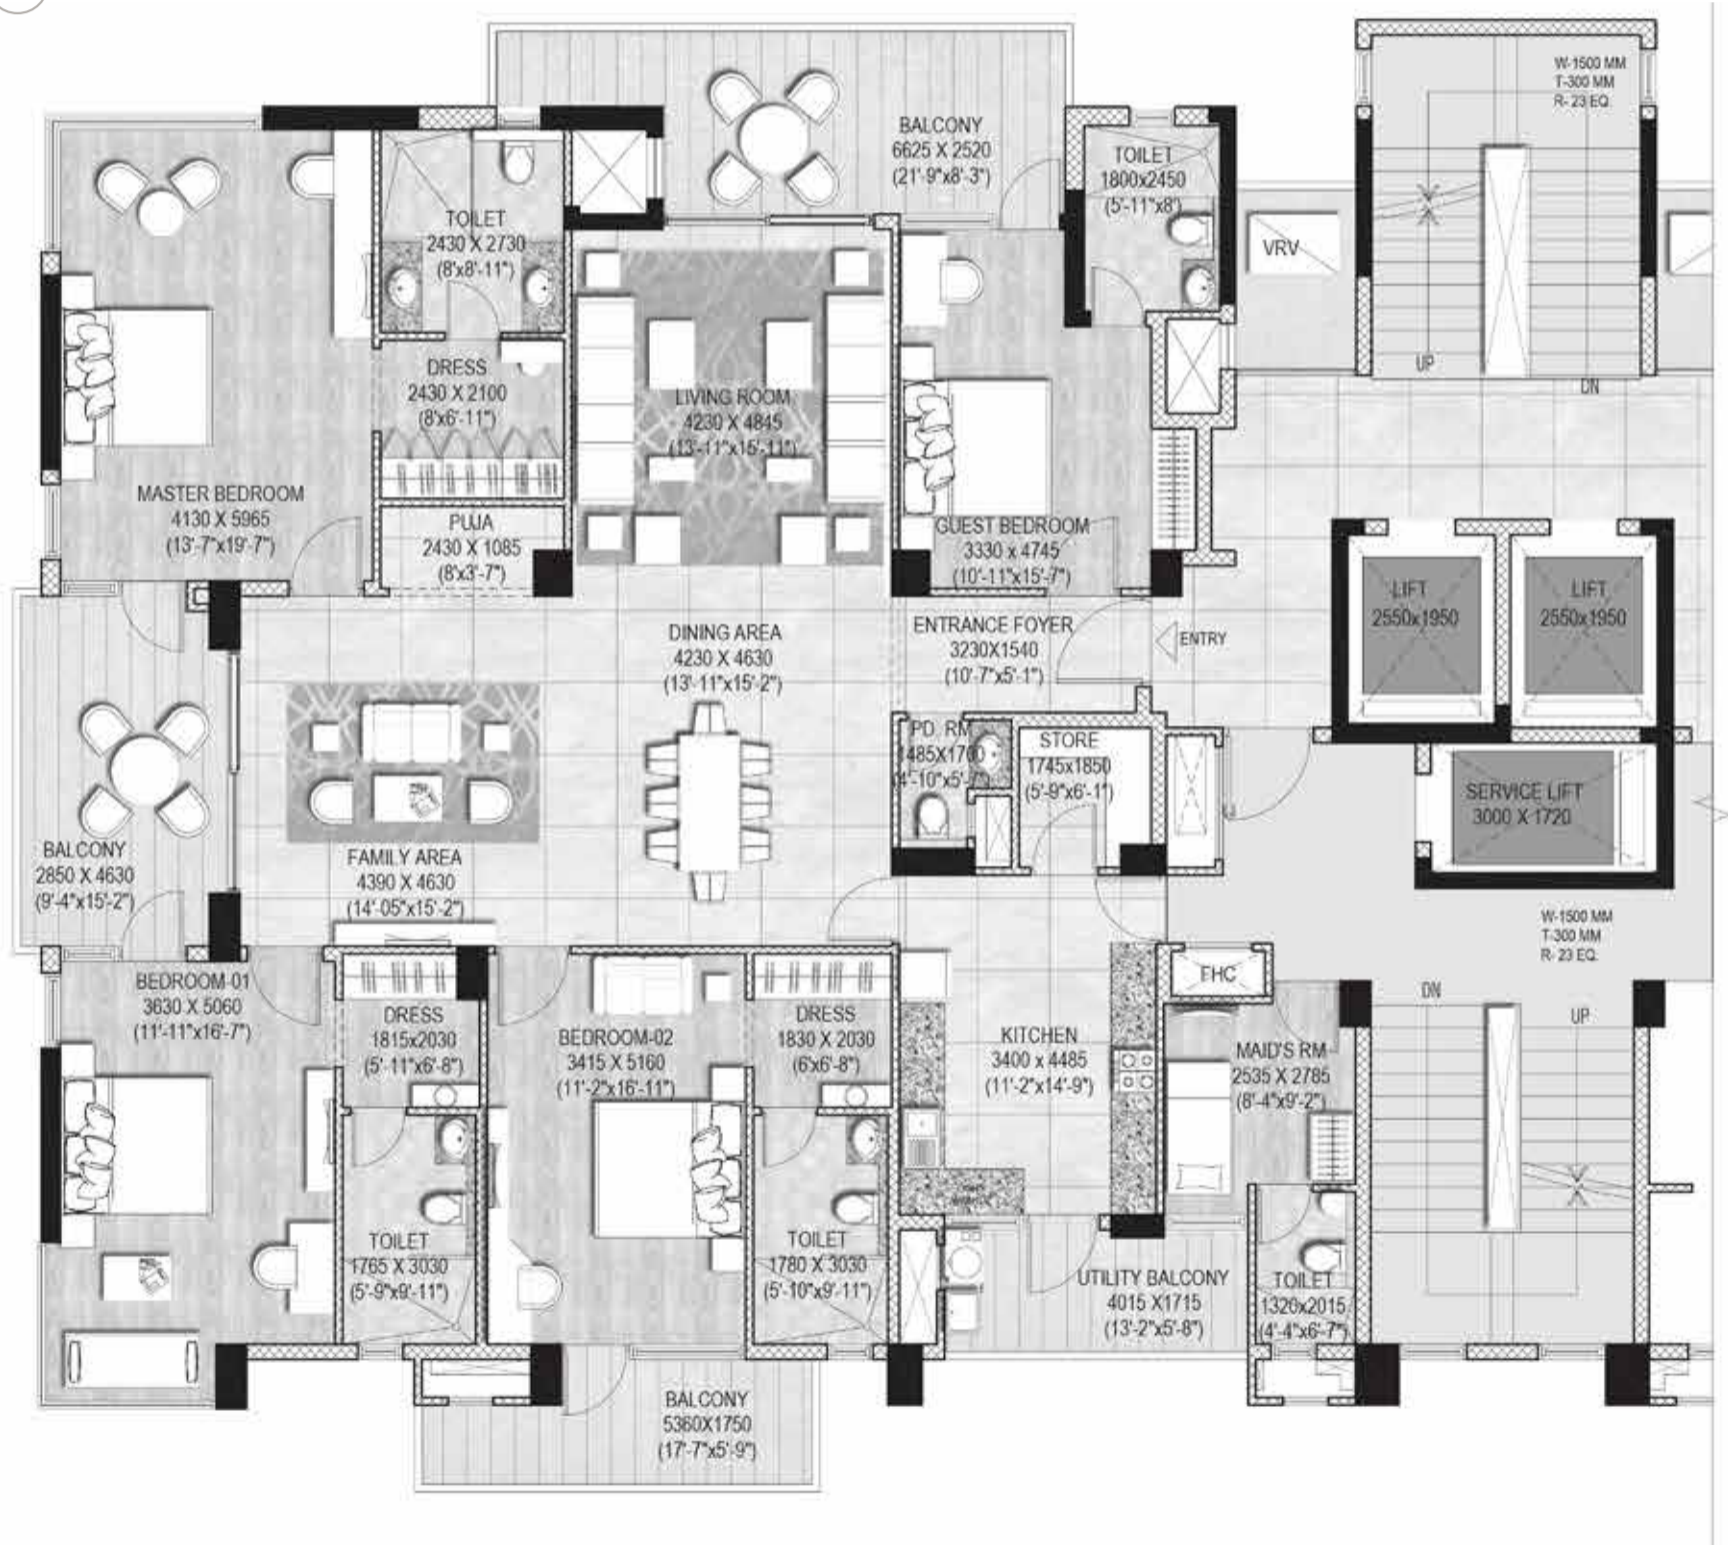 W-1500 MM
T-300 MM
R- 23 EQ.
BALCONY
6625 X 2520
(21'-9"x8'-3")
TOILET
1800x2450
(5'-11"x8')
TOILET
2430 X 2730
(8'x8'-11")
VRV
UP
DN
DRESS
2430 X 2100
(8'x6'-11")
LIVING ROOM
4230 X 4845
(13'-11"x15'-11")
MASTER BEDROOM
4130 X 5965
(13'-7"x19'-7")
PUJA
2430 X 1085
(8'x3'-7")
GUEST BEDROOM
3330 x 4745
(10'-11"x15'-7")
LIFT
2550x1950
LIFT
2550x1950
DINING AREA
4230 X 4630
(13'-11"x15'-2")
ENTRANCE FOYER
3230X1540
(10'-7"x5'-1")
ENTRY
PD. RM
1485X1700
(4'-10"x5'-7")
STORE
1745x1850
(5'-9"x6'-1")
SERVICE LIFT
3000 X 1720
BALCONY
2850 X 4630
(9'-4"x15'-2")
FAMILY AREA
4390 X 4630
(14'-05"x15'-2")
W-1500 MM
T-300 MM
R- 23 EQ.
BEDROOM-01
3630 X 5060
(11'-11"x16'-7")
FHC
DN
UP
DRESS
1815x2030
(5'-11"x6'-8")
BEDROOM-02
3415 X 5160
(11'-2"x16'-11")
DRESS
1830 X 2030
(6'x6'-8")
KITCHEN
3400 x 4485
(11'-2"x14'-9")
MAID'S RM
2535 X 2785
(8'-4"x9'-2")
TOILET
1765 X 3030
(5'-9"x9'-11")
TOILET
1780 X 3030
(5'-10"x9'-11")
UTILITY BALCONY
4015 X1715
(13'-2"x5'-8")
TOILET
1320x2015
(4'-4"x6'-7")
BALCONY
5360X1750
(17'-7"x5'-9")